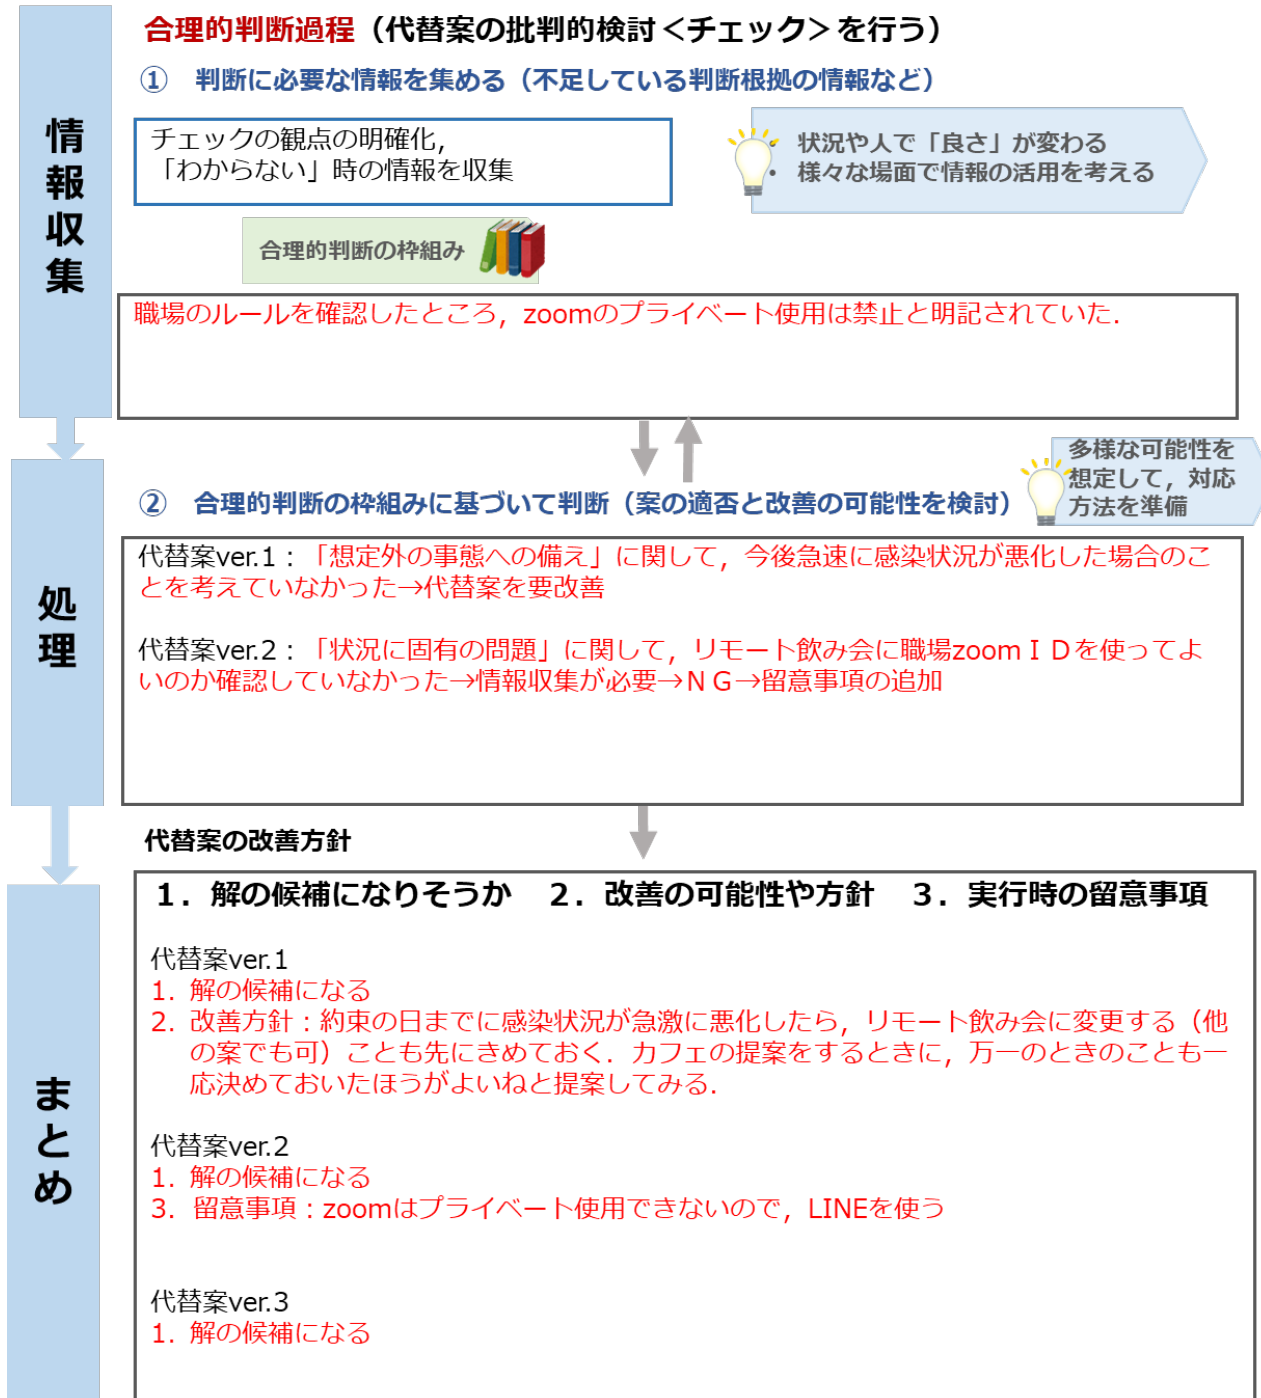 合理的判断過程（代替案の批判的検討＜チェック＞を行う）
① 判断に必要な情報を集める（不足している判断根拠の情報など）
情報収集
チェックの観点の明確化，
「わからない」時の情報を収集
• 状況や人で「良さ」が変わる
• 様々な場面で情報の活用を考える
合理的判断の枠組み
職場のルールを確認したところ，zoomのプライベート使用は禁止と明記されていた．
多様な可能性を
想定して，対応
方法を準備
② 合理的判断の枠組みに基づいて判断（案の適否と改善の可能性を検討）
処理
代替案ver.1：「想定外の事態への備え」に関して，今後急速に感染状況が悪化した場合のこ
とを考えていなかった→代替案を要改善
代替案ver.2：「状況に固有の問題」に関して，リモート飲み会に職場zoomＩＤを使ってよ
いのか確認していなかった→情報収集が必要→ＮＧ→留意事項の追加
代替案の改善方針
まとめ
１．解の候補になりそうか　２．改善の可能性や方針　３．実行時の留意事項
代替案ver.1
1. 解の候補になる
2. 改善方針：約束の日までに感染状況が急激に悪化したら，リモート飲み会に変更する（他
の案でも可）ことも先にきめておく．カフェの提案をするときに，万一のときのことも一
応決めておいたほうがよいねと提案してみる．
代替案ver.2
1. 解の候補になる
3. 留意事項：zoomはプライベート使用できないので，LINEを使う
代替案ver.3
1. 解の候補になる